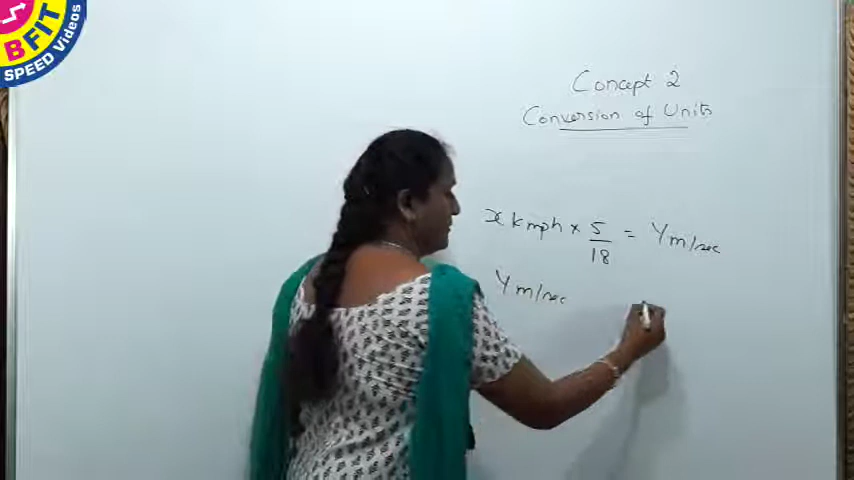 BFIT
SPEED Videos
Concept 2
Conversion of Units
x kmph × 5/18 = Y m/sec
Y m/sec